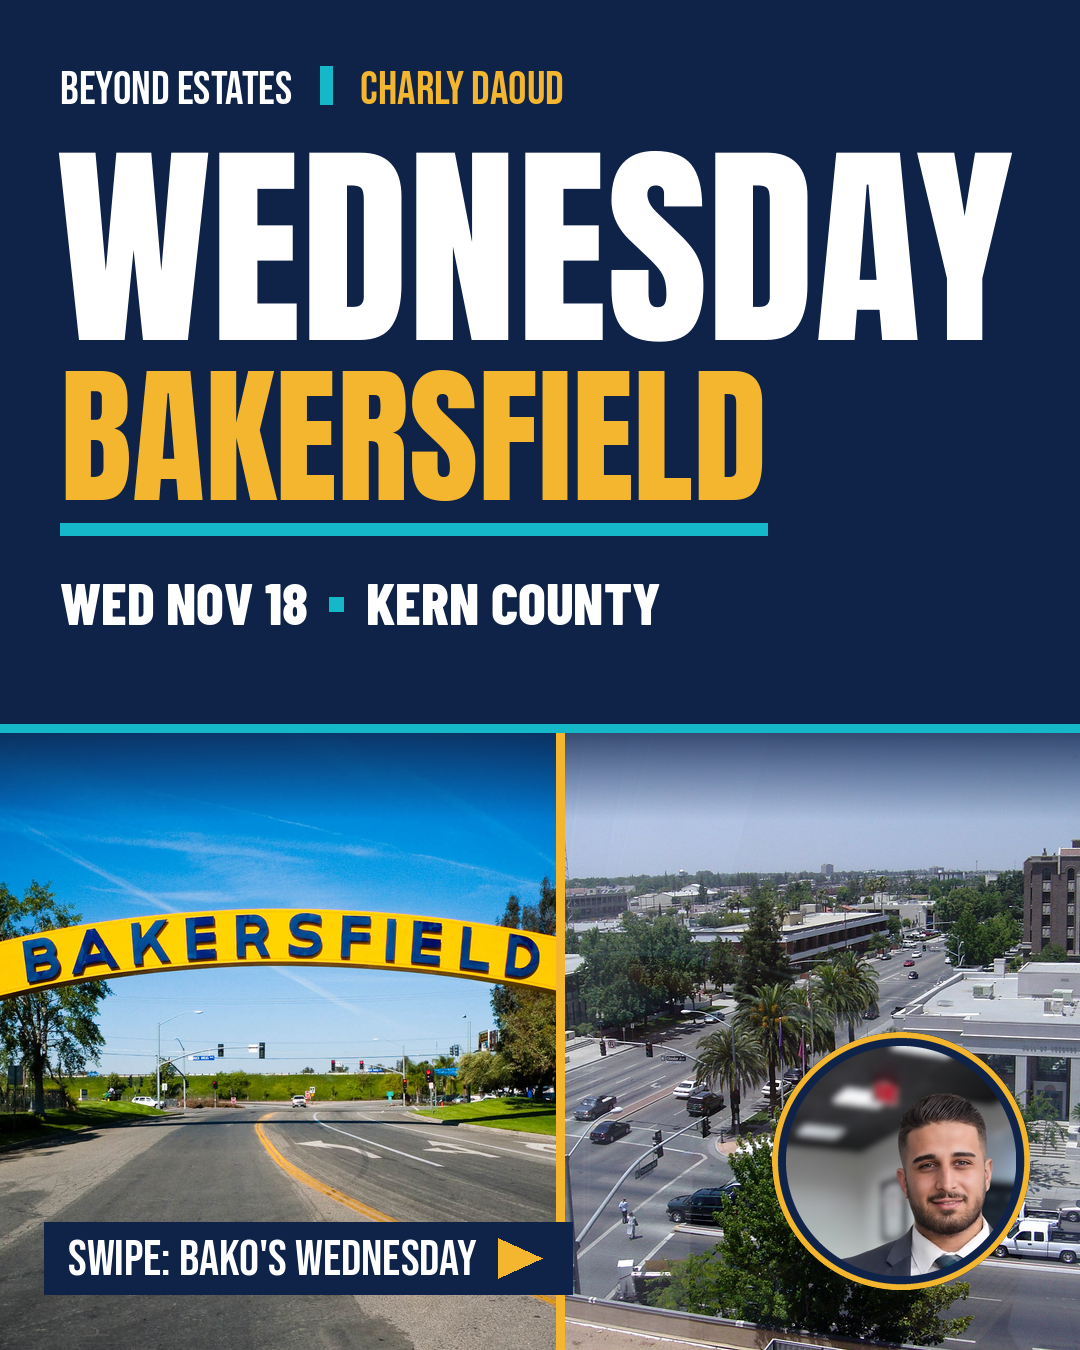 BEYOND ESTATES CHARLY DAOUD
WEDNESDAY
BAKERSFIELD
WED NOV 18 ▪ KERN COUNTY
BAKERSFIELD
SWIPE: BAKO'S WEDNESDAY